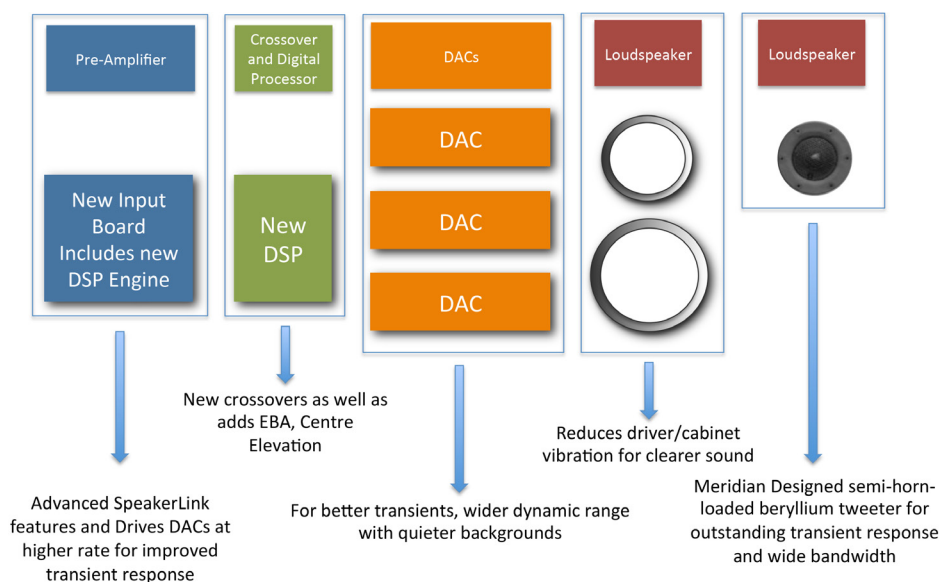 Pre-Amplifier
New Input
Board
Includes new
DSP Engine
Advanced SpeakerLink
features and Drives DACs at
higher rate for improved
transient response
Crossover
and Digital
Processor
New
DSP
New crossovers as well as
adds EBA, Centre
Elevation
DACs
DAC
DAC
DAC
For better transients, wider dynamic range
with quieter backgrounds
Loudspeaker
Reduces driver/cabinet
vibration for clearer sound
Loudspeaker
Meridian Designed semi-horn-
loaded beryllium tweeter for
outstanding transient response
and wide bandwidth